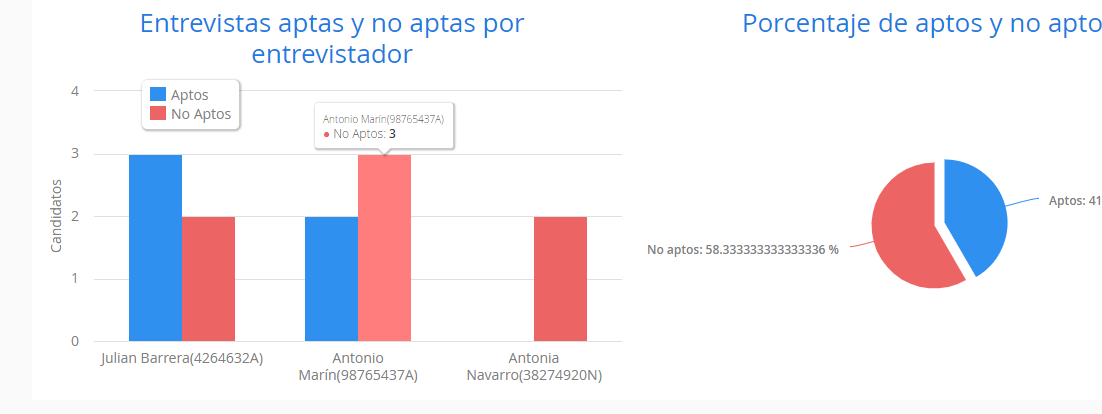 Entrevistas aptas y no aptas por
entrevistador
4
3
2
1
0
Candidatos
Aptos
No Aptos
Antonio Marín(98765437A)
No Aptos: 3
Julian Barrera(4264632A)
Antonio
Marín(98765437A)
Antonia
Navarro(38274920N)
Porcentaje de aptos y no apto
No aptos: 58.333333333333336 %
Aptos: 41